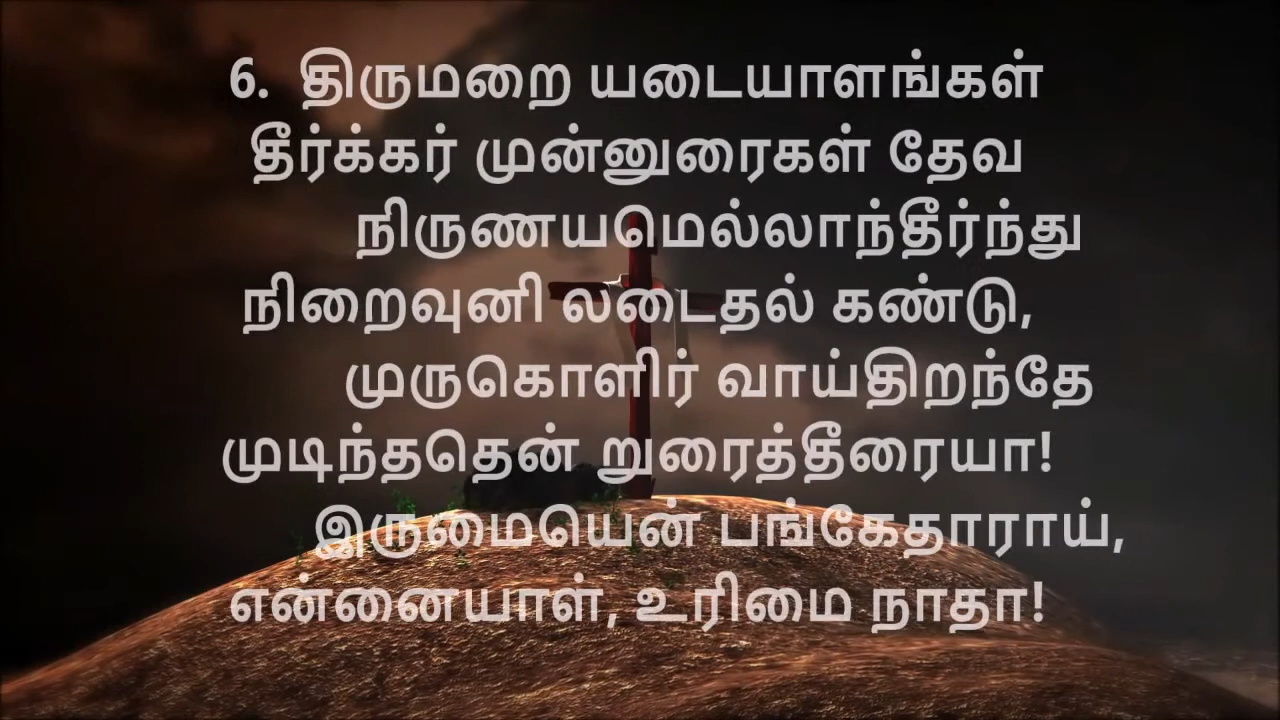 6. திருமறை யடையாளங்கள்
தீர்க்கர் முன்னுரைகள் தேவ
நிருணயமெல்லாந்தீர்ந்து
நிறைவுனி லடைதல் கண்டு,
முருகொளிர் வாய்திறந்தே
முடிந்ததென் றுரைத்தீரையா!
இருமையென் பங்கேதாராய்,
என்னையாள், உரிமை நாதா!